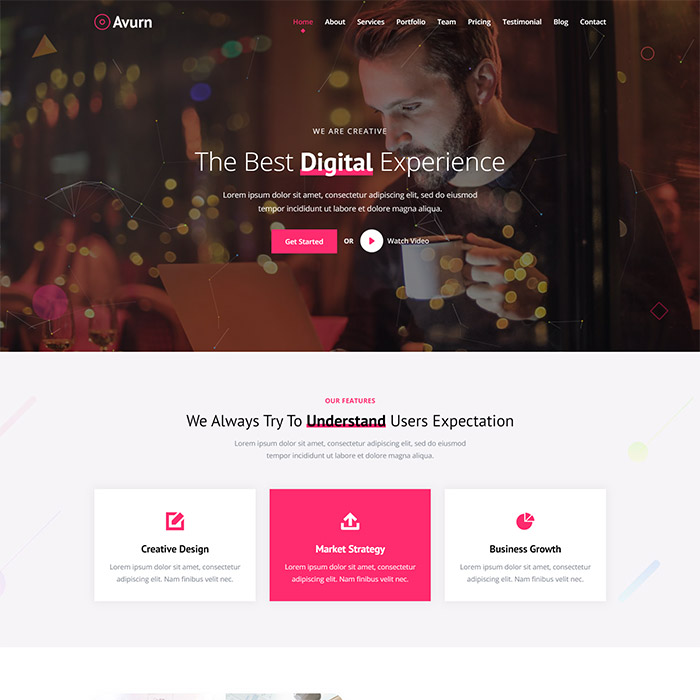 Avurn
Home About Services Portfolio Team Pricing Testimonial Blog Contact
WE ARE CREATIVE
The Best Digital Experience
Lorem ipsum dolor sit amet, consectetur adipiscing elit, sed do eiusmod
tempor incididunt ut labore et dolore magna aliqua.
Get Started OR Watch Video
OUR FEATURES
We Always Try To Understand Users Expectation
Lorem ipsum dolor sit amet, consectetur adipiscing elit, sed do eiusmod
tempor incididunt ut labore et dolore magna aliqua.
Creative Design
Lorem ipsum dolor sit amet, consectetur
adipiscing elit. Nam finibus velit nec.
Market Strategy
Lorem ipsum dolor sit amet, consectetur
adipiscing elit. Nam finibus velit nec.
Business Growth
Lorem ipsum dolor sit amet, consectetur
adipiscing elit. Nam finibus velit nec.